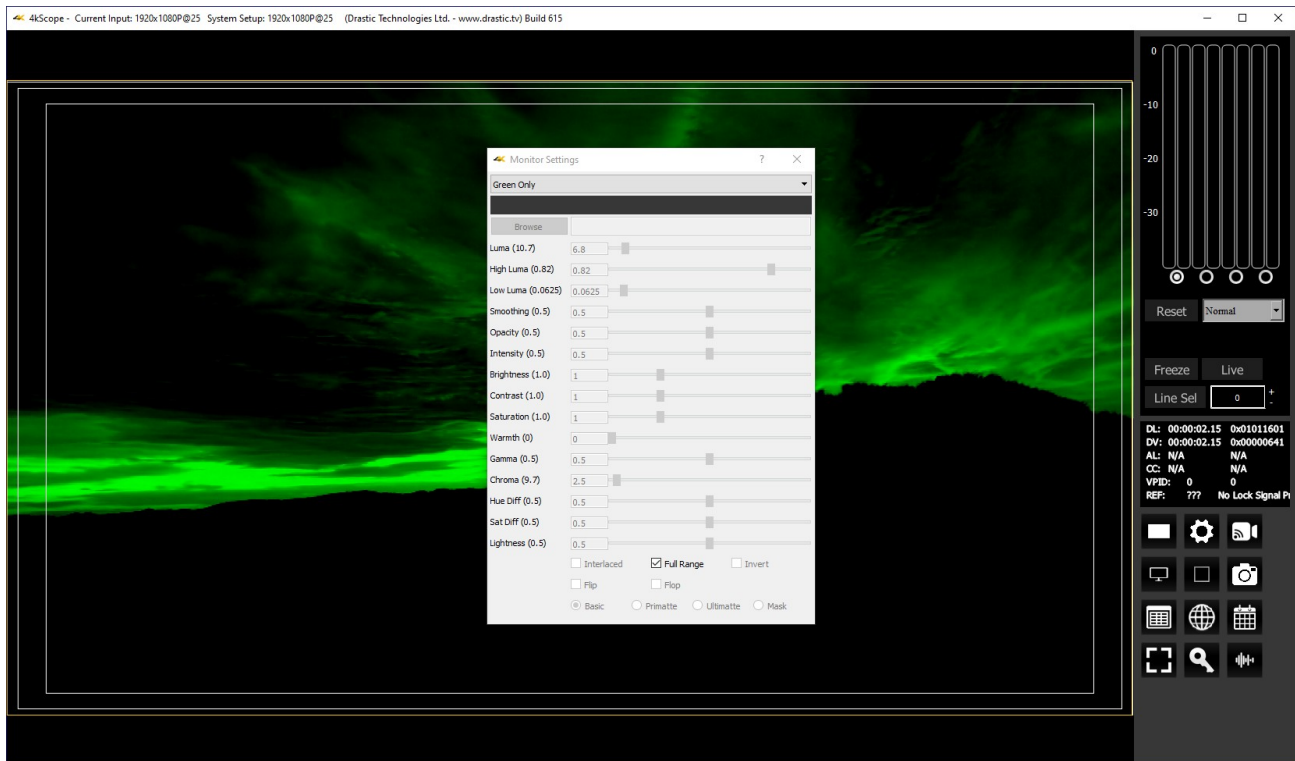 4K 4kScope - Current Input: 1920x1080P@25 System Setup: 1920x1080P@25 (Drastic Technologies Ltd. - www.drastic.tv) Build 615
4K Monitor Settings ?
Green Only
Browse
Luma (10.7) 6.8
High Luma (0.82) 0.82
Low Luma (0.0625) 0.0625
Smoothing (0.5) 0.5
Opacity (0.5) 0.5
Intensity (0.5) 0.5
Brightness (1.0) 1
Contrast (1.0) 1
Saturation (1.0) 1
Warmth (0) 0
Gamma (0.5) 0.5
Chroma (9.7) 2.5
Hue Diff (0.5) 0.5
Sat Diff (0.5) 0.5
Lightness (0.5) 0.5
Interlaced Full Range Invert
Flip Flop
Basic Primatte Ultimatte Mask
0
-10
-20
-30
Reset Normal
Freeze Live
Line Sel 0 + -
DL: 00:00:02.15 0x01011601
DV: 00:00:02.15 0x00000641
AL: N/A N/A
CC: N/A N/A
VPID: 0 0
REF: ??? No Lock Signal Pr